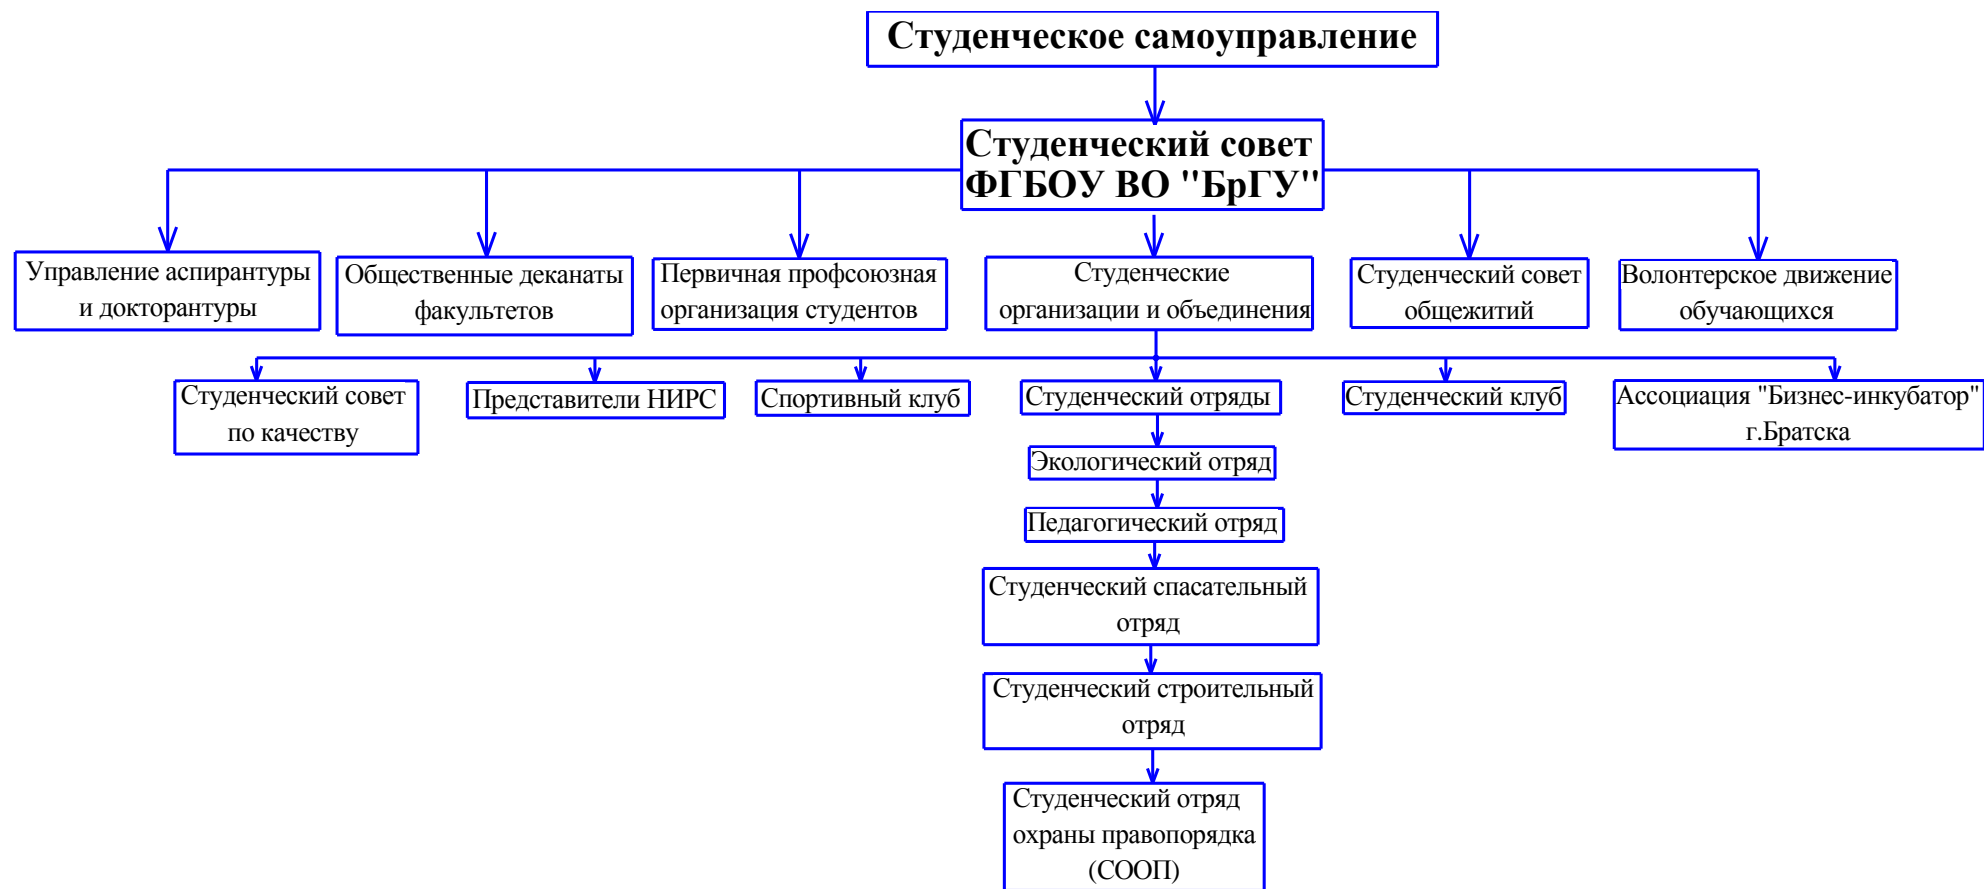 Студенческое самоуправление
Студенческий совет
ФГБОУ ВО "БрГУ"
Управление аспирантуры
и докторантуры
Общественные деканаты
факультетов
Первичная профсоюзная
организация студентов
Студенческие
организации и объединения
Студенческий совет
общежитий
Волонтерское движение
обучающихся
Студенческий совет
по качеству
Представители НИРС
Спортивный клуб
Студенческий отряды
Студенческий клуб
Ассоциация "Бизнес-инкубатор"
г.Братска
Экологический отряд
Педагогический отряд
Студенческий спасательный
отряд
Студенческий строительный
отряд
Студенческий отряд
охраны правопорядка
(СООП)